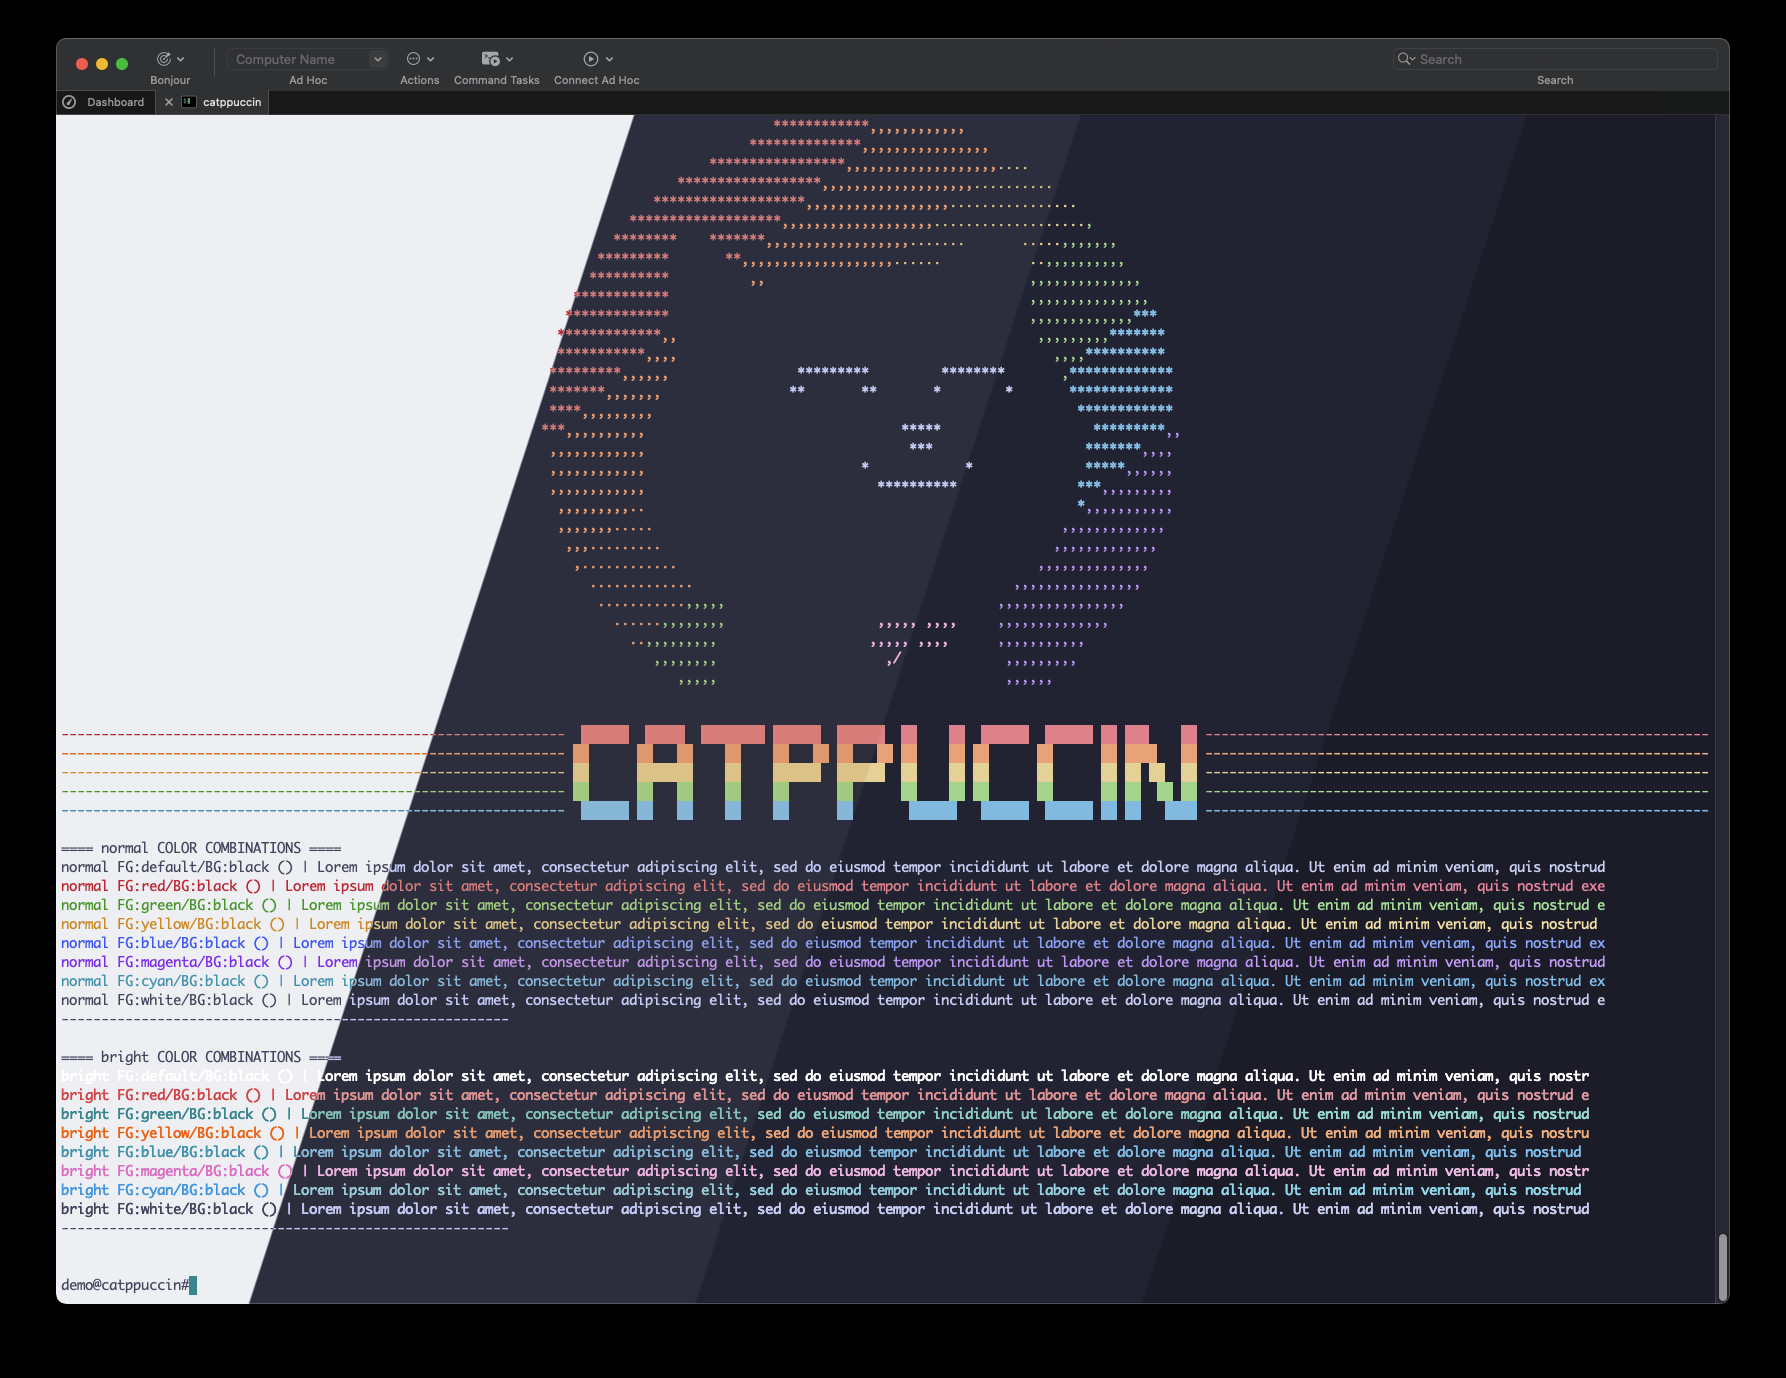 Bonjour
Computer Name
Ad Hoc
Actions
Command Tasks
Connect Ad Hoc
Search
Search
Dashboard
catppuccin
CATPPUCCIN
==== normal COLOR COMBINATIONS ====
normal FG:default/BG:black () | Lorem ipsum dolor sit amet, consectetur adipiscing elit, sed do eiusmod tempor incididunt ut labore et dolore magna aliqua. Ut enim ad minim veniam, quis nostrud
normal FG:red/BG:black () | Lorem ipsum dolor sit amet, consectetur adipiscing elit, sed do eiusmod tempor incididunt ut labore et dolore magna aliqua. Ut enim ad minim veniam, quis nostrud exe
normal FG:green/BG:black () | Lorem ipsum dolor sit amet, consectetur adipiscing elit, sed do eiusmod tempor incididunt ut labore et dolore magna aliqua. Ut enim ad minim veniam, quis nostrud e
normal FG:yellow/BG:black () | Lorem ipsum dolor sit amet, consectetur adipiscing elit, sed do eiusmod tempor incididunt ut labore et dolore magna aliqua. Ut enim ad minim veniam, quis nostrud
normal FG:blue/BG:black () | Lorem ipsum dolor sit amet, consectetur adipiscing elit, sed do eiusmod tempor incididunt ut labore et dolore magna aliqua. Ut enim ad minim veniam, quis nostrud ex
normal FG:magenta/BG:black () | Lorem ipsum dolor sit amet, consectetur adipiscing elit, sed do eiusmod tempor incididunt ut labore et dolore magna aliqua. Ut enim ad minim veniam, quis nostrud
normal FG:cyan/BG:black () | Lorem ipsum dolor sit amet, consectetur adipiscing elit, sed do eiusmod tempor incididunt ut labore et dolore magna aliqua. Ut enim ad minim veniam, quis nostrud ex
normal FG:white/BG:black () | Lorem ipsum dolor sit amet, consectetur adipiscing elit, sed do eiusmod tempor incididunt ut labore et dolore magna aliqua. Ut enim ad minim veniam, quis nostrud e
--------------------------------------------------------
==== bright COLOR COMBINATIONS ====
bright FG:default/BG:black () | Lorem ipsum dolor sit amet, consectetur adipiscing elit, sed do eiusmod tempor incididunt ut labore et dolore magna aliqua. Ut enim ad minim veniam, quis nostr
bright FG:red/BG:black () | Lorem ipsum dolor sit amet, consectetur adipiscing elit, sed do eiusmod tempor incididunt ut labore et dolore magna aliqua. Ut enim ad minim veniam, quis nostrud e
bright FG:green/BG:black () | Lorem ipsum dolor sit amet, consectetur adipiscing elit, sed do eiusmod tempor incididunt ut labore et dolore magna aliqua. Ut enim ad minim veniam, quis nostrud
bright FG:yellow/BG:black () | Lorem ipsum dolor sit amet, consectetur adipiscing elit, sed do eiusmod tempor incididunt ut labore et dolore magna aliqua. Ut enim ad minim veniam, quis nostru
bright FG:blue/BG:black () | Lorem ipsum dolor sit amet, consectetur adipiscing elit, sed do eiusmod tempor incididunt ut labore et dolore magna aliqua. Ut enim ad minim veniam, quis nostrud
bright FG:magenta/BG:black () | Lorem ipsum dolor sit amet, consectetur adipiscing elit, sed do eiusmod tempor incididunt ut labore et dolore magna aliqua. Ut enim ad minim veniam, quis nostr
bright FG:cyan/BG:black () | Lorem ipsum dolor sit amet, consectetur adipiscing elit, sed do eiusmod tempor incididunt ut labore et dolore magna aliqua. Ut enim ad minim veniam, quis nostrud
bright FG:white/BG:black () | Lorem ipsum dolor sit amet, consectetur adipiscing elit, sed do eiusmod tempor incididunt ut labore et dolore magna aliqua. Ut enim ad minim veniam, quis nostrud
--------------------------------------------------------
demo@catppuccin#